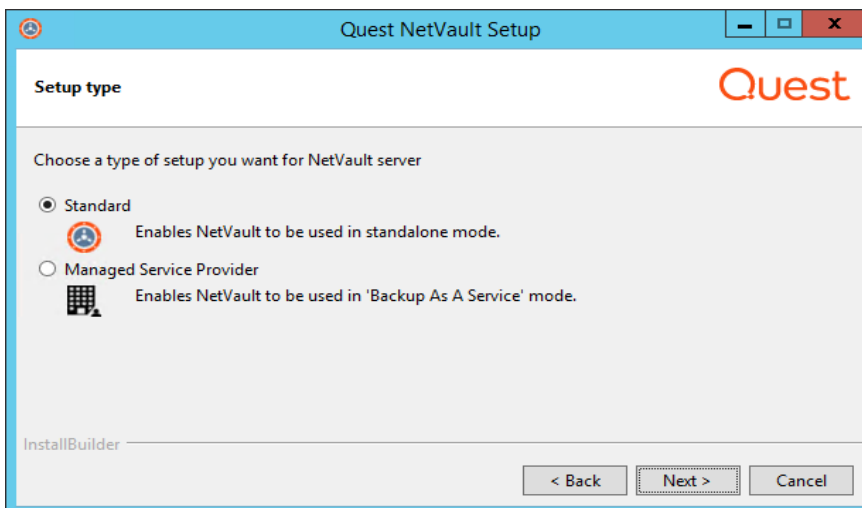 Quest NetVault Setup
Setup type
Quest
Choose a type of setup you want for NetVault server
Standard
Enables NetVault to be used in standalone mode.
Managed Service Provider
Enables NetVault to be used in 'Backup As A Service' mode.
InstallBuilder
< Back Next > Cancel